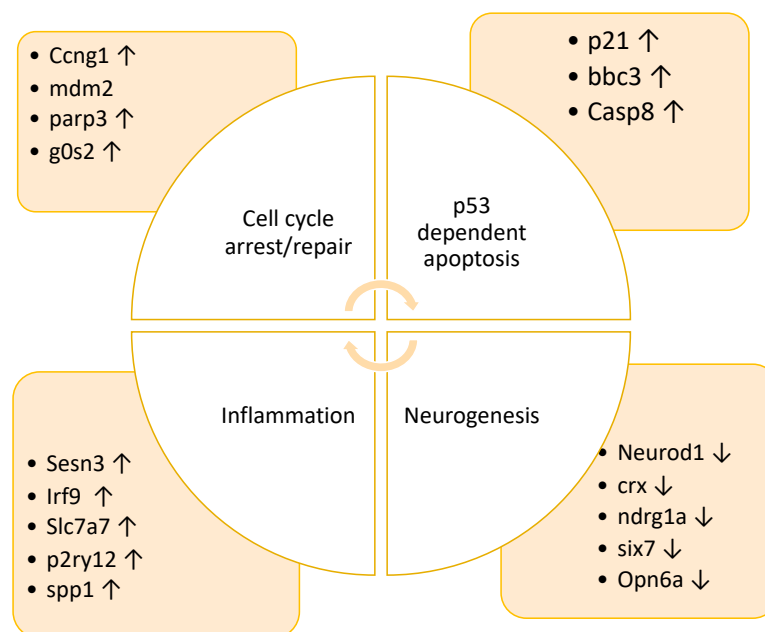 • Ccng1 ↑
• mdm2
• parp3 ↑
• g0s2 ↑
• p21 ↑
• bbc3 ↑
• Casp8 ↑
Cell cycle
arrest/repair
p53
dependent
apoptosis
Inflammation
Neurogenesis
• Sesn3 ↑
• Irf9 ↑
• Slc7a7 ↑
• p2ry12 ↑
• spp1 ↑
• Neurod1 ↓
• crx ↓
• ndrg1a ↓
• six7 ↓
• Opn6a ↓